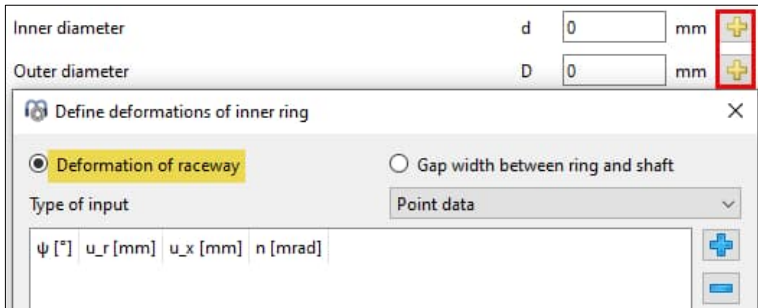 Inner diameter d 0 mm
Outer diameter D 0 mm
Define deformations of inner ring
Deformation of raceway Gap width between ring and shaft
Type of input Point data
ψ [°] u_r [mm] u_x [mm] n [mrad]